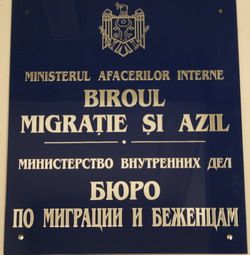 MINISTERUL AFACERILOR INTERNE
BIROUL
MIGRAȚIE ȘI AZIL
МИНИСТЕРСТВО ВНУТРЕННИХ ДЕЛ
БЮРО
ПО МИГРАЦИИ И БЕЖЕНЦАМ